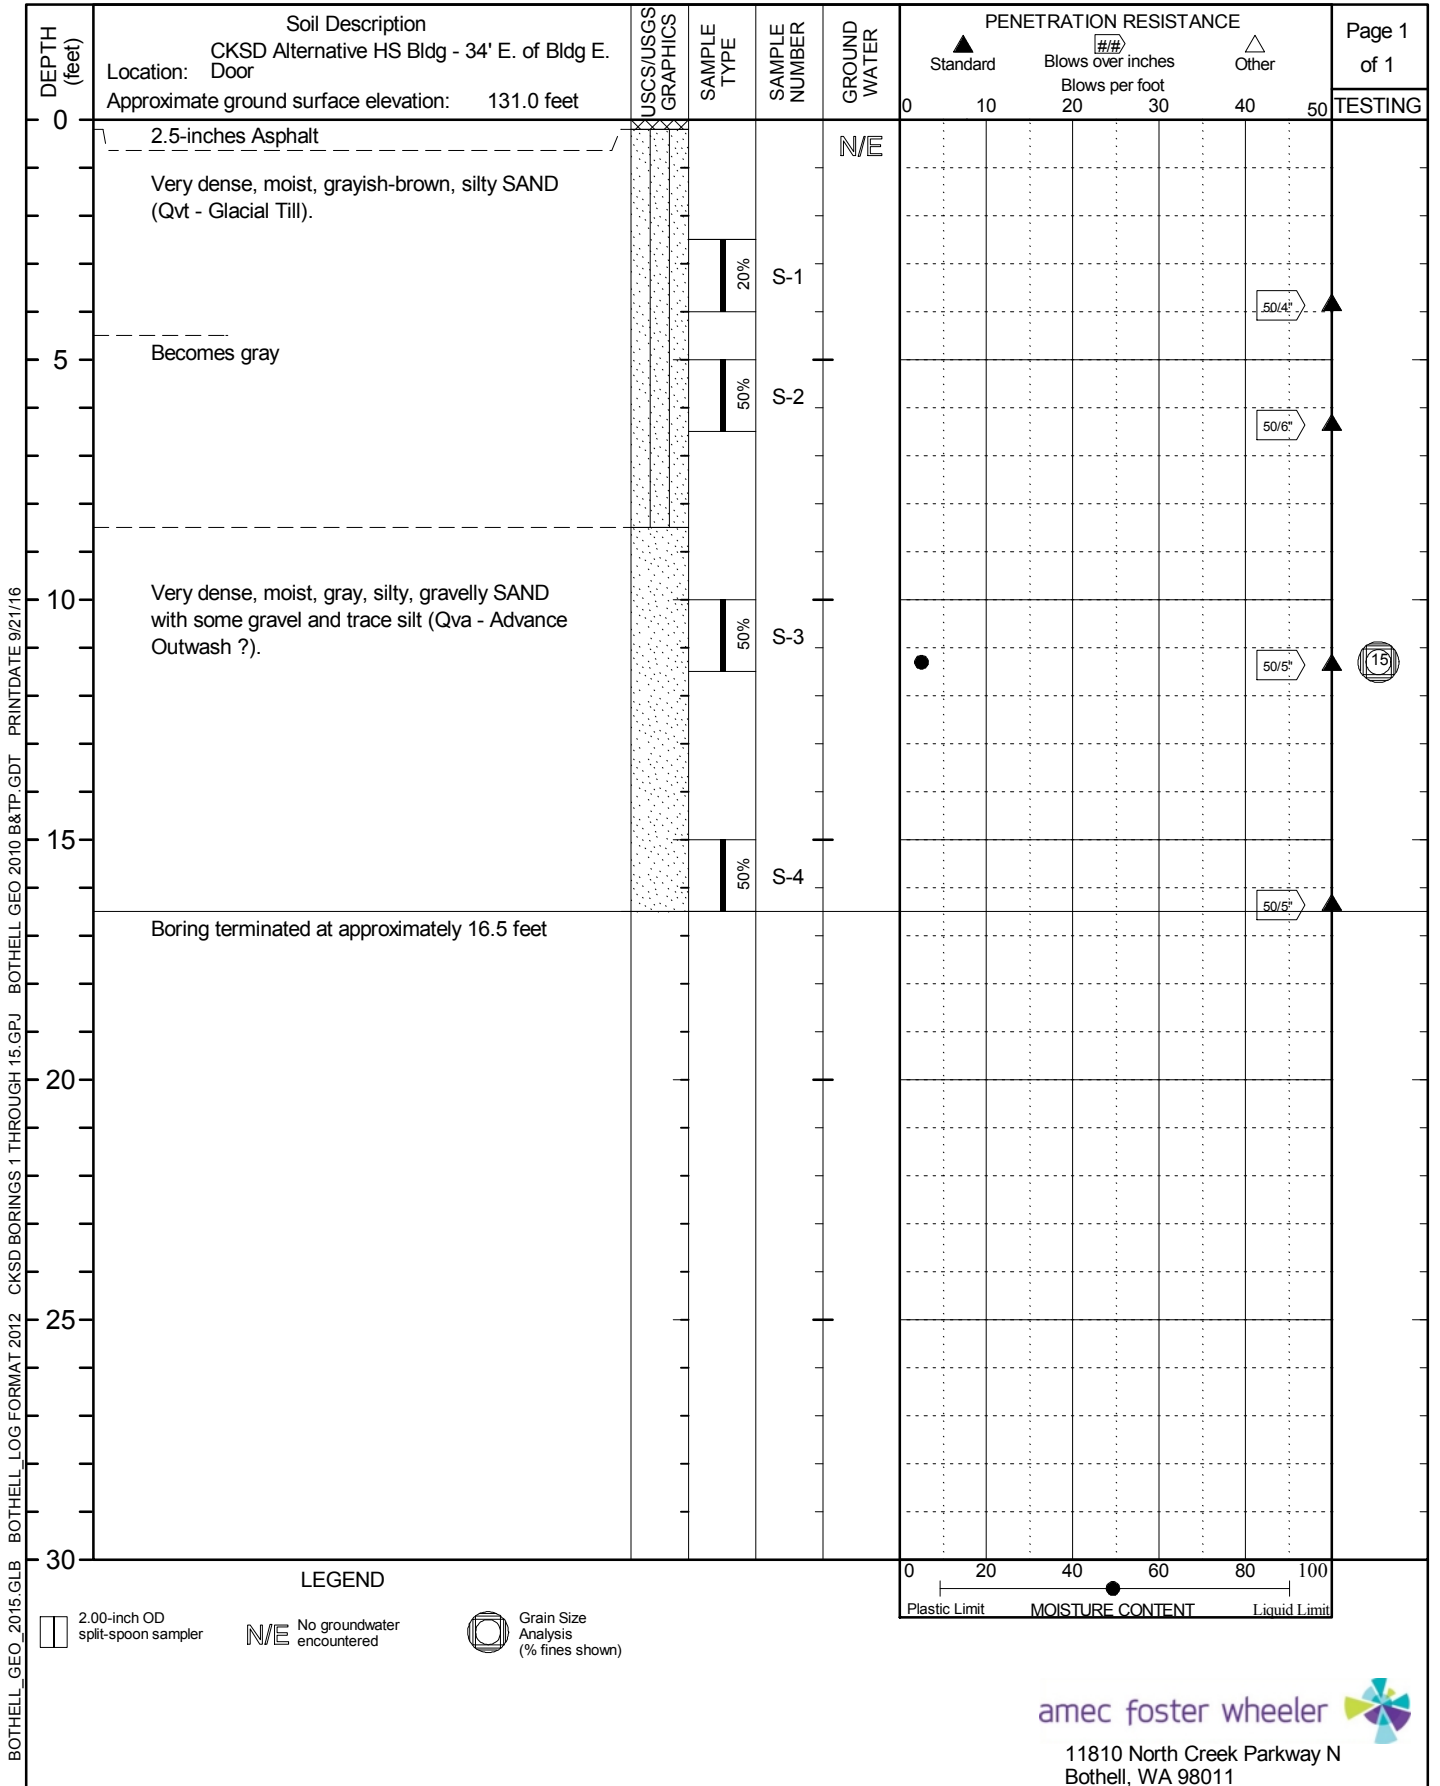 DEPTH
(feet)
Soil Description
CKSD Alternative HS Bldg - 34' E. of Bldg E.
Location: Door
Approximate ground surface elevation: 131.0 feet
USCS/USGS
GRAPHICS
SAMPLE
TYPE
SAMPLE
NUMBER
GROUND
WATER
PENETRATION RESISTANCE
Standard
#/#
Blows over inches
Other
Blows per foot
0 10 20 30 40 50
Page 1
of 1
TESTING
0
2.5-inches Asphalt
N/E
Very dense, moist, grayish-brown, silty SAND
(Qvt - Glacial Till).
20% S-1
50/4"
Becomes gray
5
50% S-2
50/6"
10
Very dense, moist, gray, silty, gravelly SAND
with some gravel and trace silt (Qva - Advance
Outwash ?).
50% S-3
50/5" 15
15
50% S-4
50/5"
Boring terminated at approximately 16.5 feet
20
25
30
0 20 40 60 80 100
Plastic Limit MOISTURE CONTENT Liquid Limit
LEGEND
2.00-inch OD
split-spoon sampler
N/E No groundwater
encountered
Grain Size
Analysis
(% fines shown)
amec foster wheeler
11810 North Creek Parkway N
Bothell, WA 98011
BOTHELL_GEO_2015.GLB BOTHELL_LOG FORMAT 2012 CKSD BORINGS 1 THROUGH 15.GPJ BOTHELL GEO 2010 B&TP.GDT PRINTDATE 9/21/16